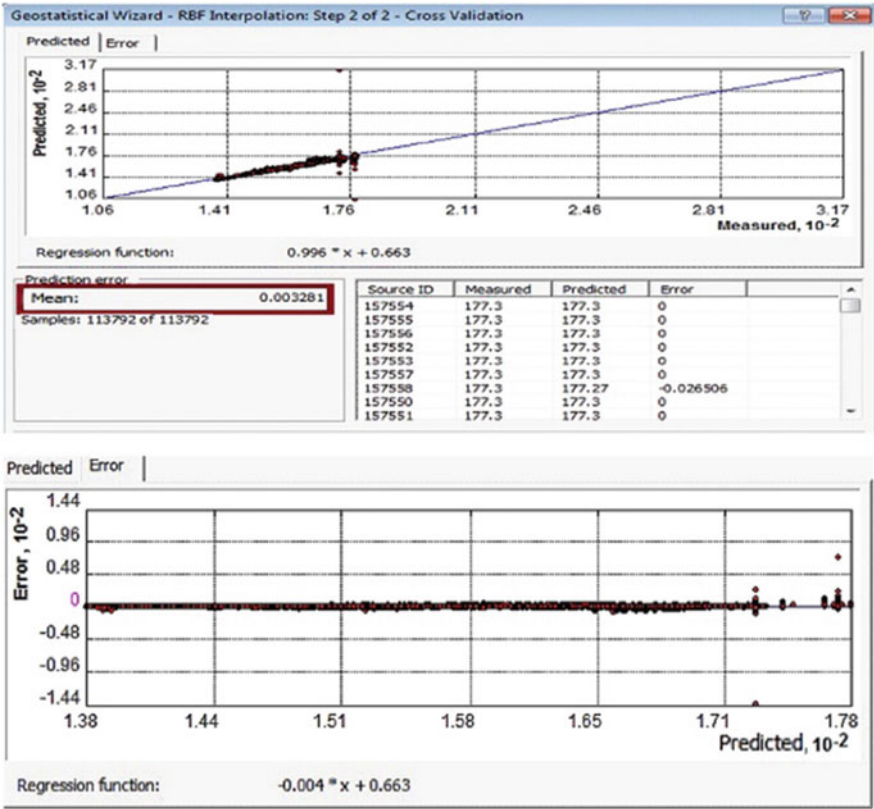 Geostatistical Wizard - RBF Interpolation: Step 2 of 2 - Cross Validation
Predicted Error
Predicted, 10-2
3.17
2.81
2.46
2.11
1.76
1.41
1.06
1.06 1.41 1.76 2.11 2.46 2.81 3.17
Measured, 10-2
Regression function: 0.996 * x + 0.663
Prediction error
Mean: 0.003281
Samples: 113792 of 113792
Source ID Measured Predicted Error
157554 177.3 177.3 0
157555 177.3 177.3 0
157556 177.3 177.3 0
157552 177.3 177.3 0
157553 177.3 177.3 0
157557 177.3 177.3 0
157558 177.3 177.27 -0.026506
157550 177.3 177.3 0
157551 177.3 177.3 0
Predicted Error
Error, 10-2
1.44
0.96
0.48
0
-0.48
-0.96
-1.44
1.38 1.44 1.51 1.58 1.65 1.71 1.78
Predicted, 10-2
Regression function: -0.004 * x + 0.663